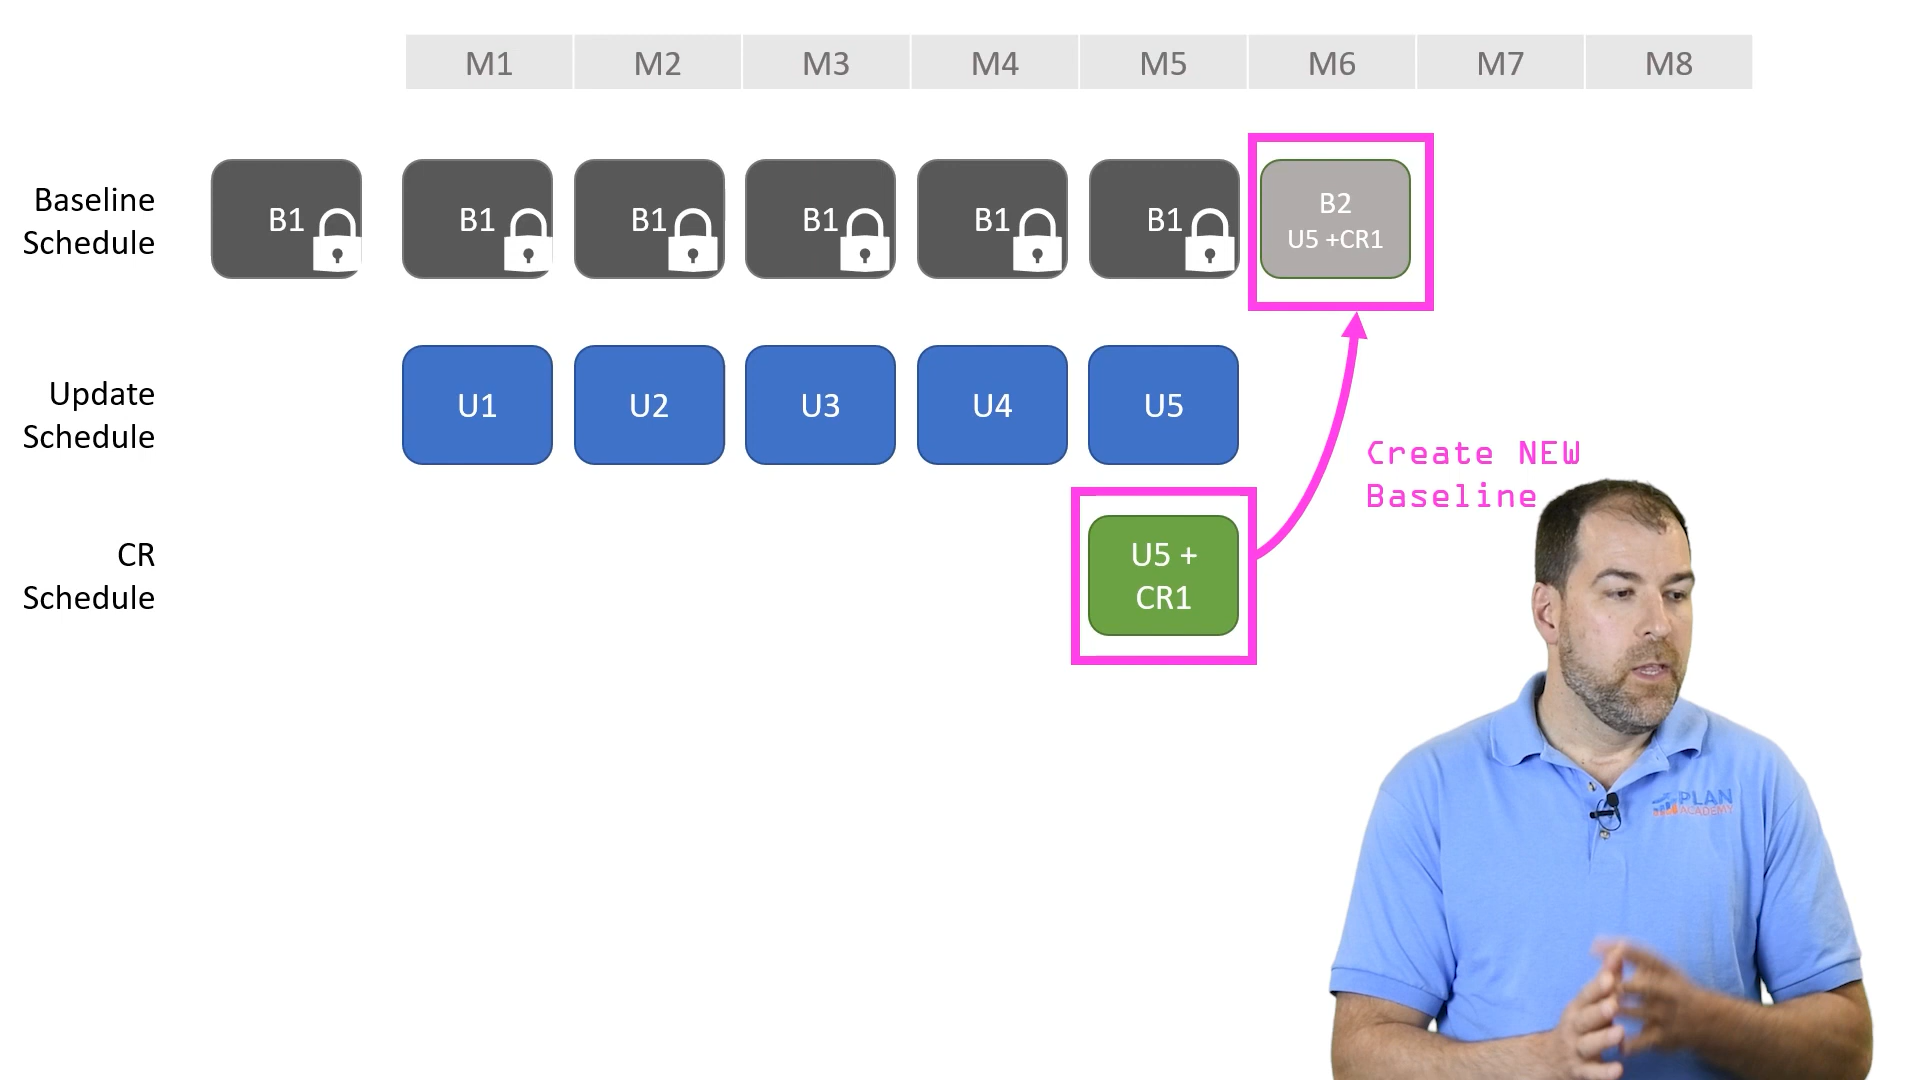 M1 M2 M3 M4 M5 M6 M7 M8
Baseline
Schedule
B1 B1 B1 B1 B1 B1
B2
U5 +CR1
Update
Schedule
U1 U2 U3 U4 U5
Create NEW
Baseline
CR
Schedule
U5 +
CR1
PLAN
ACADEMY